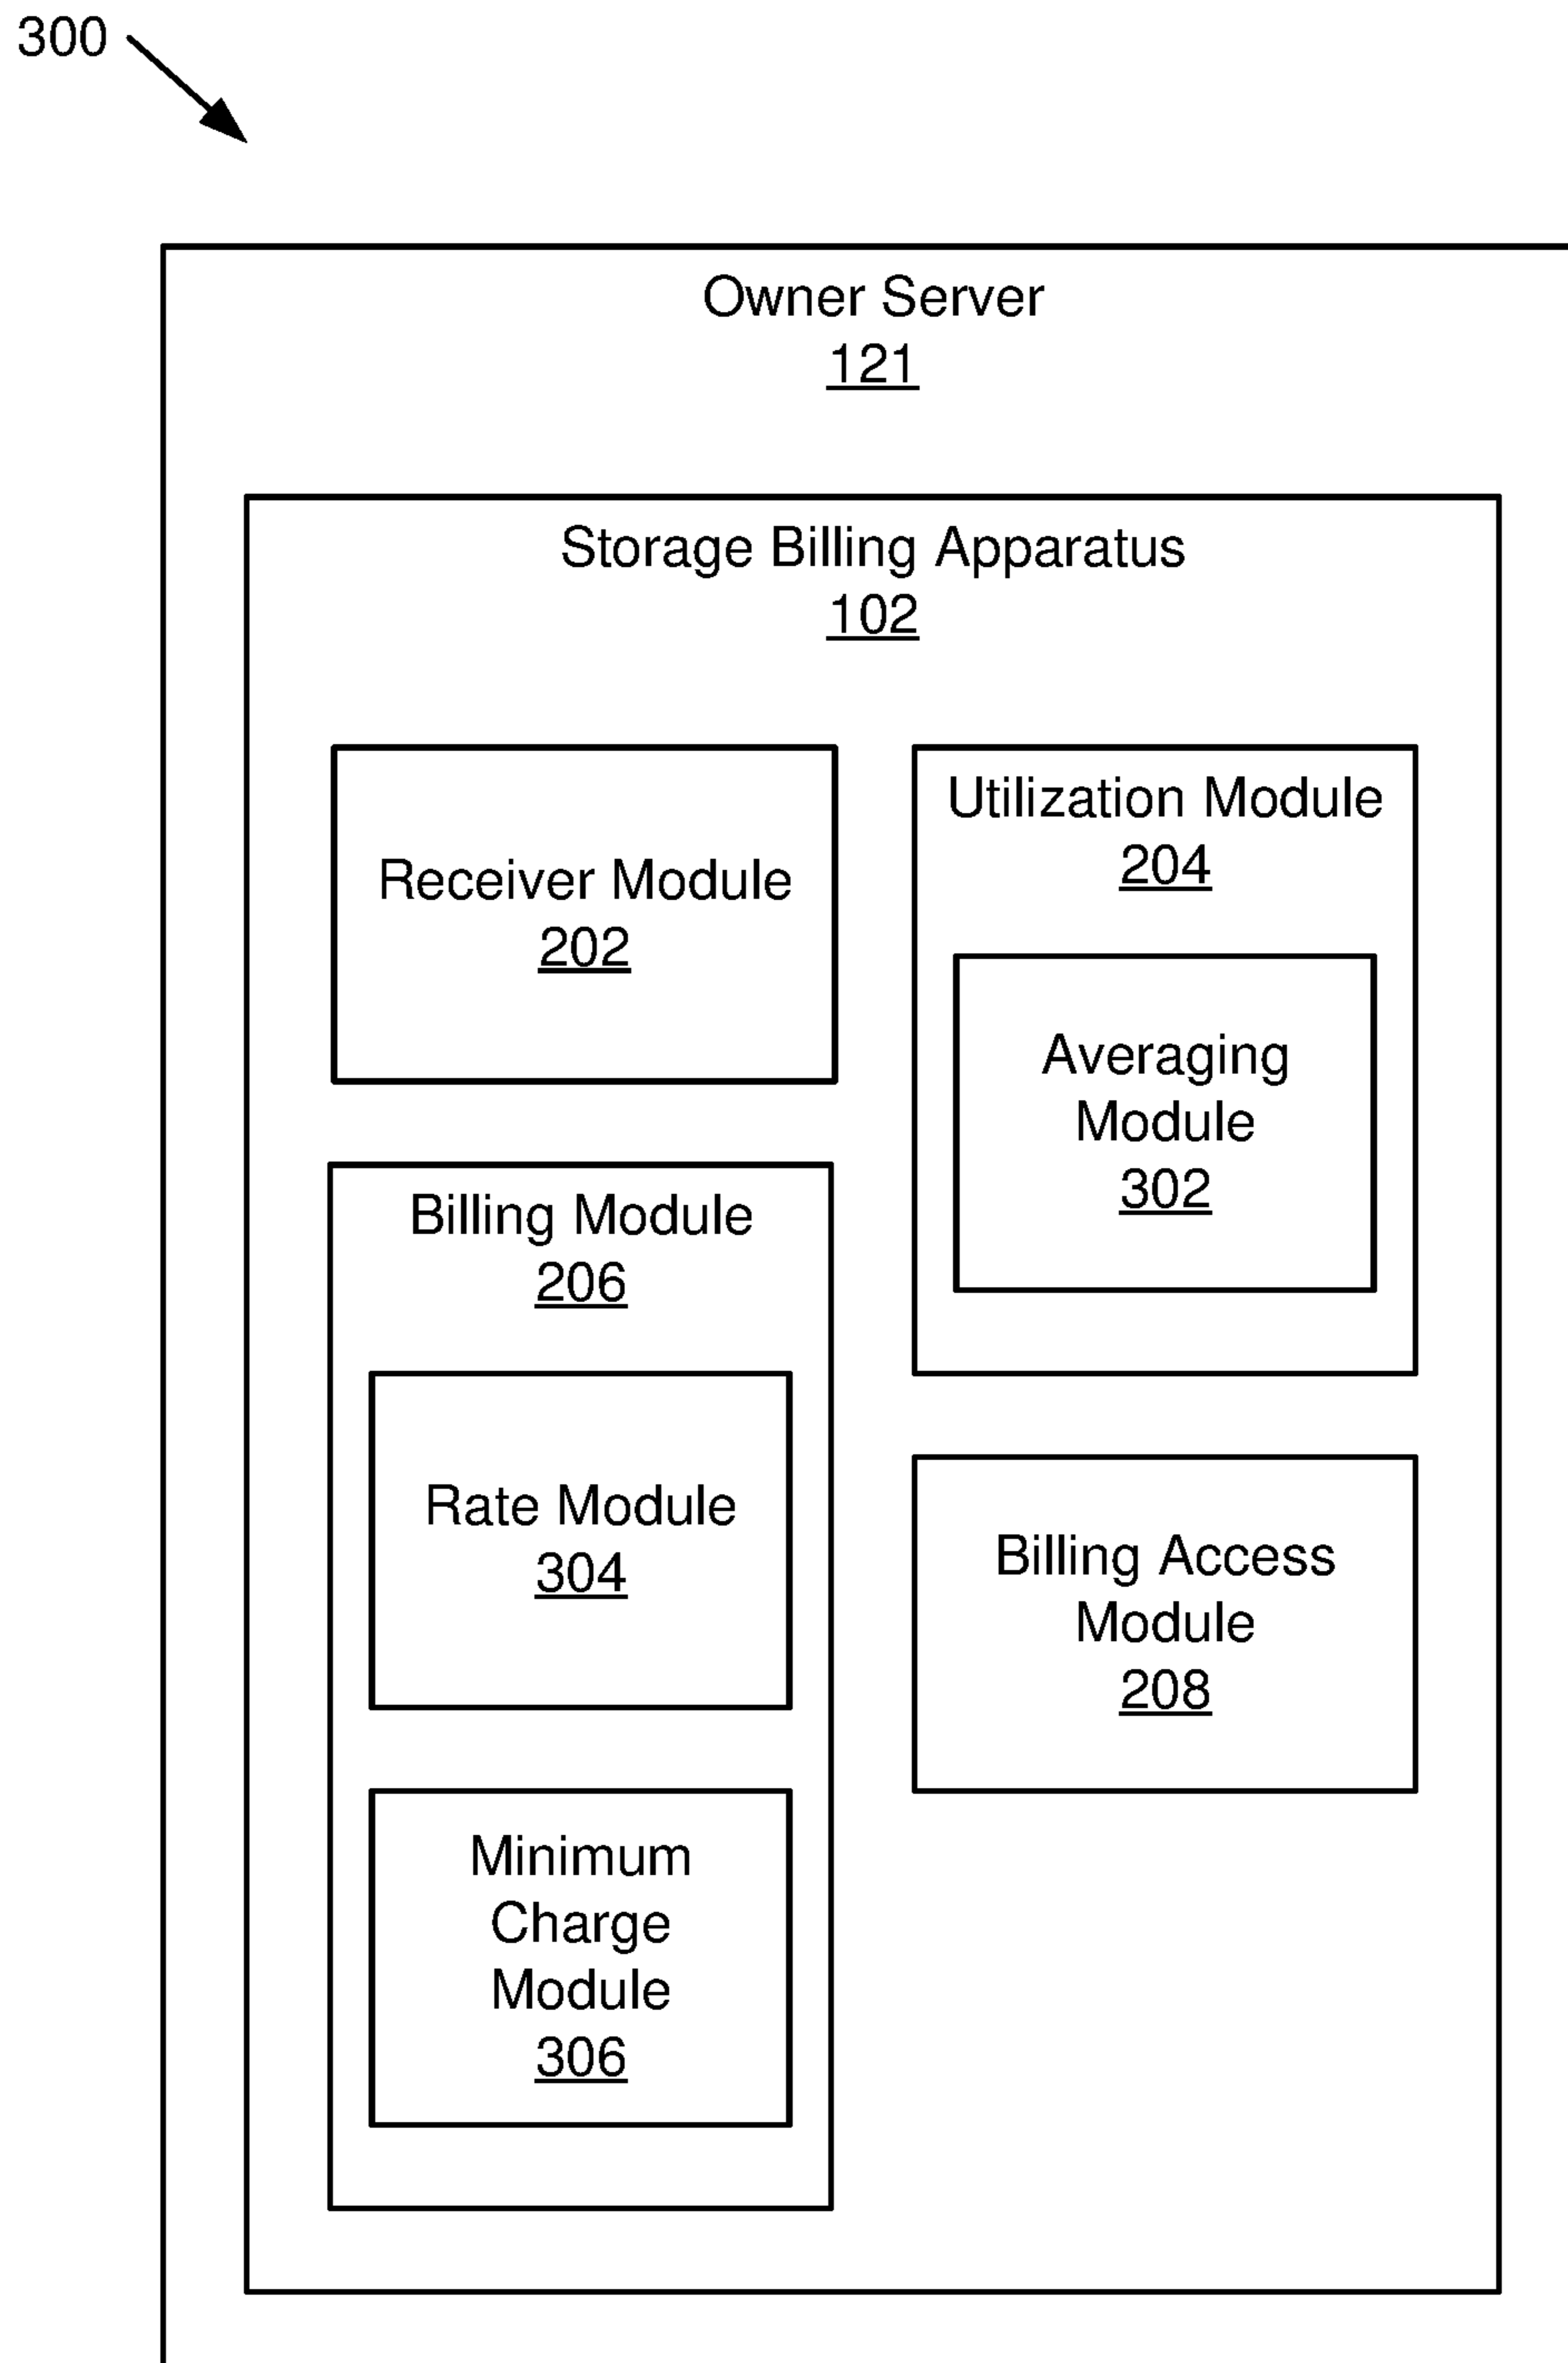 300
Owner Server
121
Storage Billing Apparatus
102
Receiver Module
202
Utilization Module
204
Averaging
Module
302
Billing Module
206
Rate Module
304
Minimum
Charge
Module
306
Billing Access
Module
208